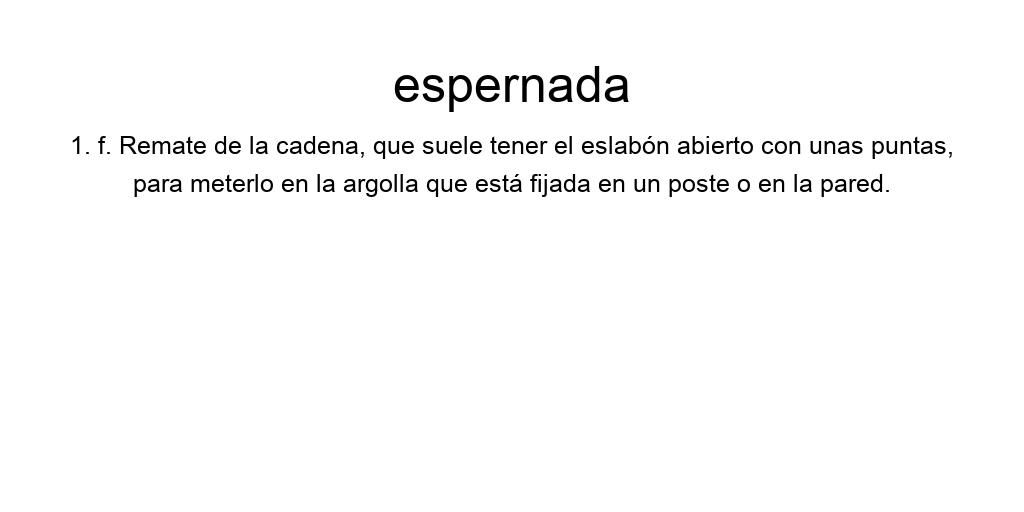 espernada
1. f. Remate de la cadena, que suele tener el eslabón abierto con unas puntas,
para meterlo en la argolla que está fijada en un poste o en la pared.